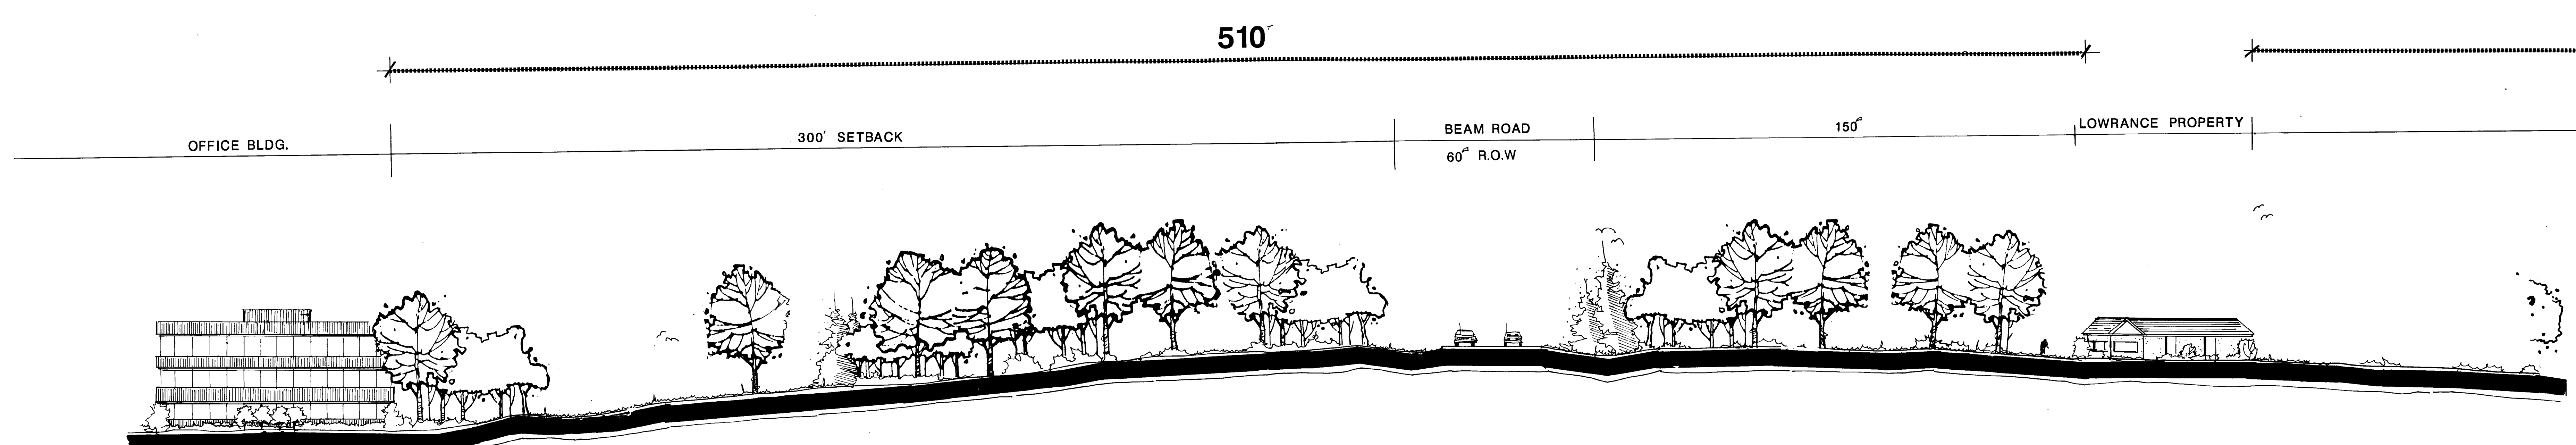 510'
OFFICE BLDG.
300' SETBACK
BEAM ROAD
60' R.O.W
150'
LOWRANCE PROPERTY